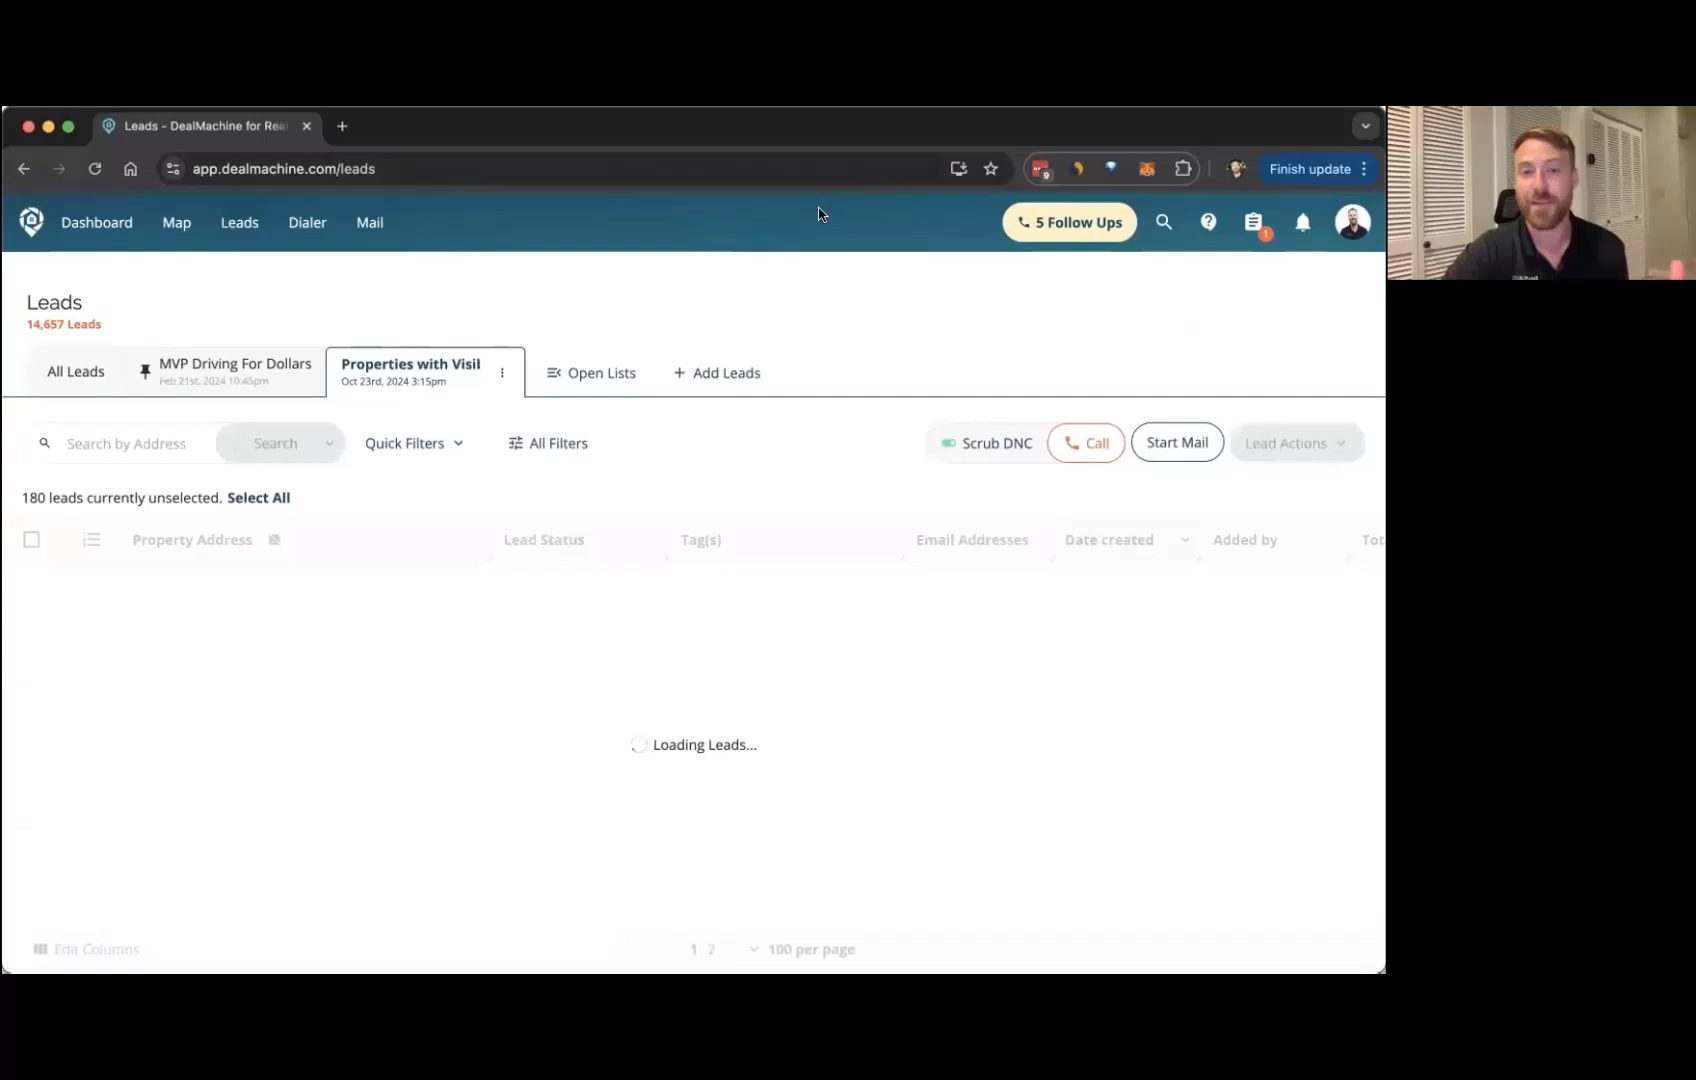 Leads - DealMachine for Rea
app.dealmachine.com/leads
9
Finish update
Dashboard
Map
Leads
Dialer
Mail
5 Follow Ups
1
Leads
14,657 Leads
All Leads
MVP Driving For Dollars
Feb 21st, 2024 10:45pm
Properties with Visil
Oct 23rd, 2024 3:15pm
Open Lists
+ Add Leads
Search by Address
Search
Quick Filters
All Filters
Scrub DNC
Call
Start Mail
Lead Actions
180 leads currently unselected. Select All
Property Address
Lead Status
Tag(s)
Email Addresses
Date created
Added by
Tot
Loading Leads...
Edit Columns
1 2
100 per page